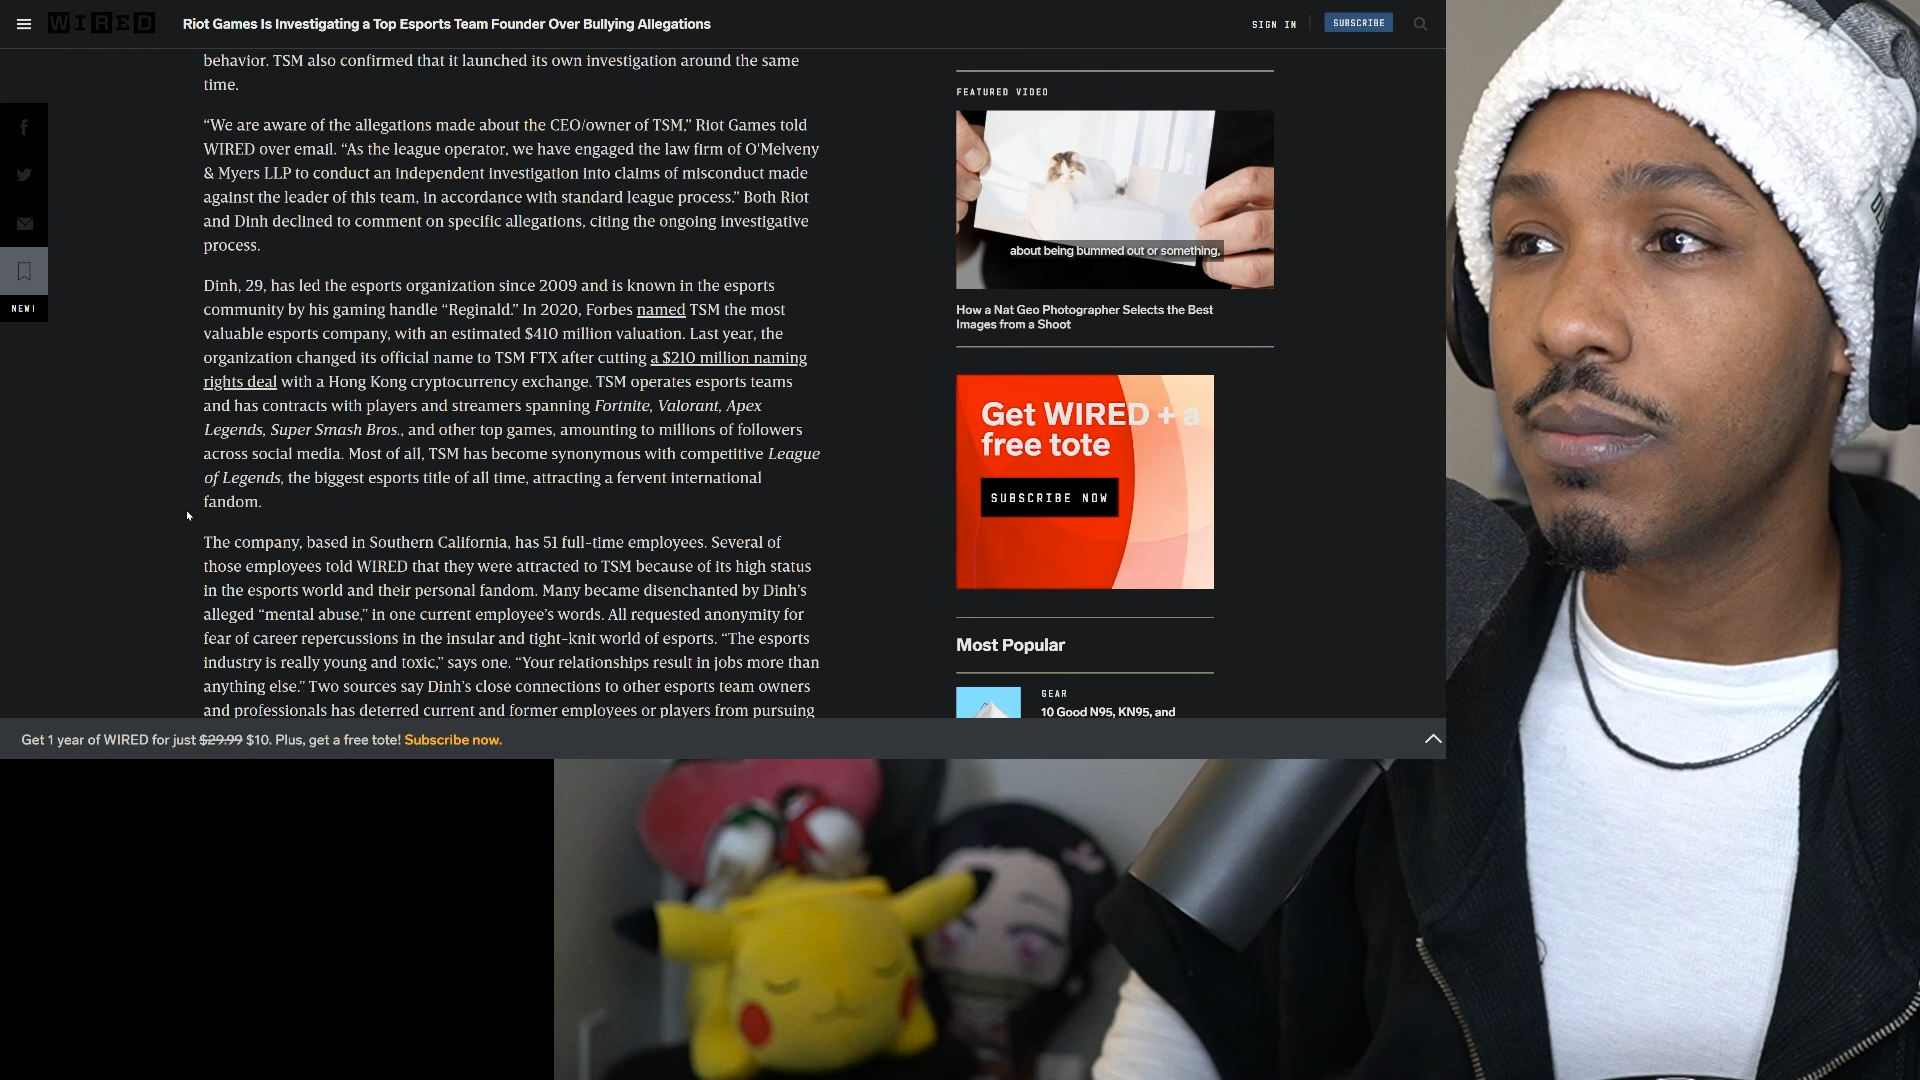 WIRED
Riot Games Is Investigating a Top Esports Team Founder Over Bullying Allegations
SIGN IN
SUBSCRIBE
behavior. TSM also confirmed that it launched its own investigation around the same
time.
“We are aware of the allegations made about the CEO/owner of TSM,” Riot Games told
WIRED over email. “As the league operator, we have engaged the law firm of O'Melveny
& Myers LLP to conduct an independent investigation into claims of misconduct made
against the leader of this team, in accordance with standard league process.” Both Riot
and Dinh declined to comment on specific allegations, citing the ongoing investigative
process.
Dinh, 29, has led the esports organization since 2009 and is known in the esports
community by his gaming handle “Reginald.” In 2020, Forbes named TSM the most
valuable esports company, with an estimated $410 million valuation. Last year, the
organization changed its official name to TSM FTX after cutting a $210 million naming
rights deal with a Hong Kong cryptocurrency exchange. TSM operates esports teams
and has contracts with players and streamers spanning Fortnite, Valorant, Apex
Legends, Super Smash Bros., and other top games, amounting to millions of followers
across social media. Most of all, TSM has become synonymous with competitive League
of Legends, the biggest esports title of all time, attracting a fervent international
fandom.
The company, based in Southern California, has 51 full-time employees. Several of
those employees told WIRED that they were attracted to TSM because of its high status
in the esports world and their personal fandom. Many became disenchanted by Dinh’s
alleged “mental abuse,” in one current employee’s words. All requested anonymity for
fear of career repercussions in the insular and tight-knit world of esports. “The esports
industry is really young and toxic,” says one. “Your relationships result in jobs more than
anything else.” Two sources say Dinh’s close connections to other esports team owners
and professionals has deterred current and former employees or players from pursuing
NEW!
FEATURED VIDEO
about being bummed out or something,
How a Nat Geo Photographer Selects the Best
Images from a Shoot
Get WIRED + a
free tote
SUBSCRIBE NOW
Most Popular
GEAR
10 Good N95, KN95, and
Get 1 year of WIRED for just $29.99 $10. Plus, get a free tote! Subscribe now.